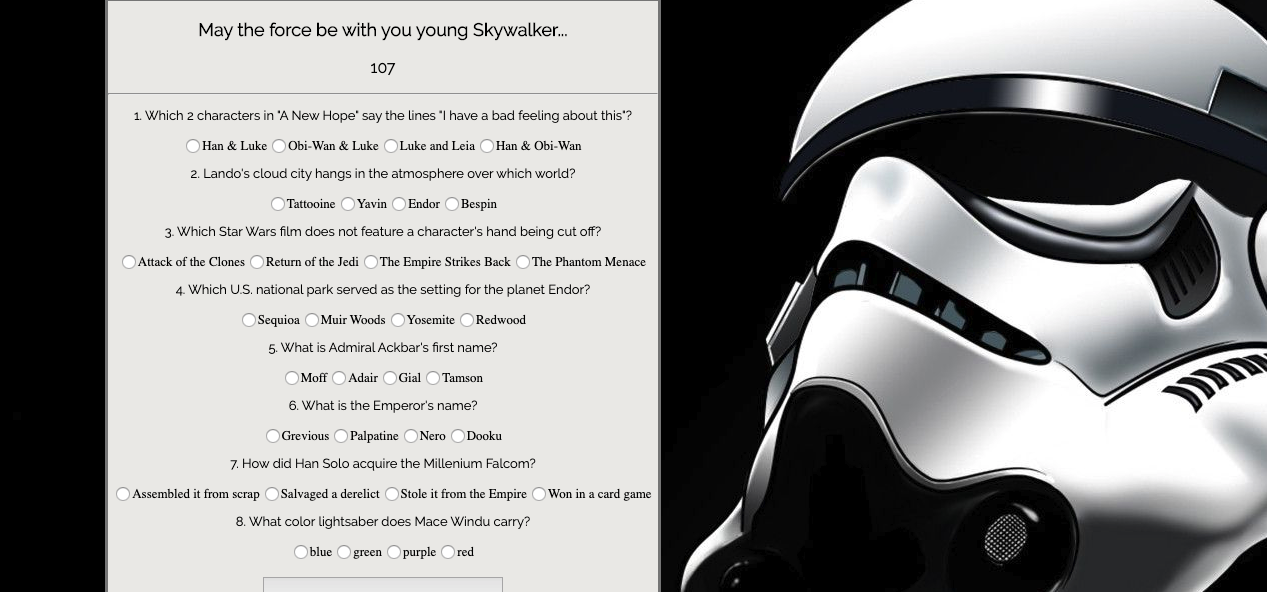 May the force be with you young Skywalker...
107
1. Which 2 characters in "A New Hope" say the lines "I have a bad feeling about this"?
Han & Luke Obi-Wan & Luke Luke and Leia Han & Obi-Wan
2. Lando's cloud city hangs in the atmosphere over which world?
Tattooine Yavin Endor Bespin
3. Which Star Wars film does not feature a character's hand being cut off?
Attack of the Clones Return of the Jedi The Empire Strikes Back The Phantom Menace
4. Which U.S. national park served as the setting for the planet Endor?
Sequioa Muir Woods Yosemite Redwood
5. What is Admiral Ackbar's first name?
Moff Adair Gial Tamson
6. What is the Emperor's name?
Grevious Palpatine Nero Dooku
7. How did Han Solo acquire the Millenium Falcom?
Assembled it from scrap Salvaged a derelict Stole it from the Empire Won in a card game
8. What color lightsaber does Mace Windu carry?
blue green purple red